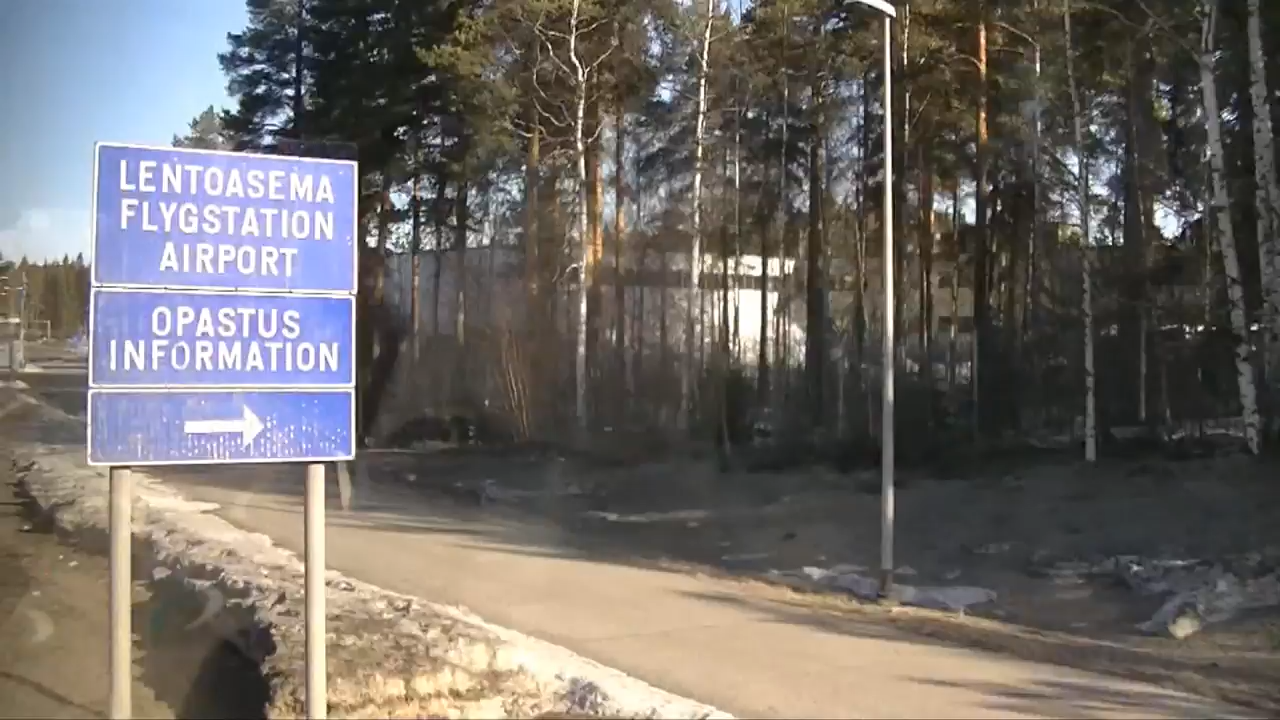 LENTOASEMA
FLYGSTATION
AIRPORT
OPASTUS
INFORMATION